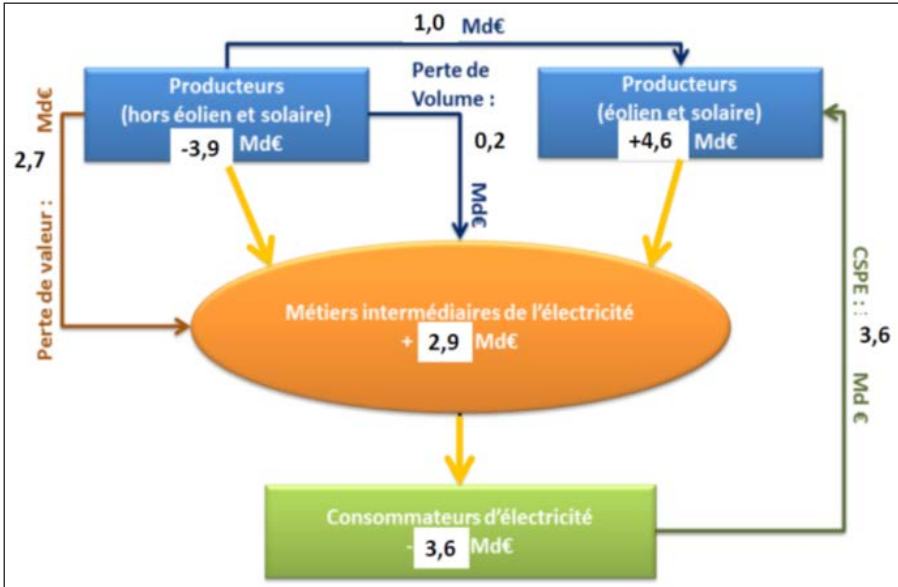 1,0 Md€
Producteurs
(hors éolien et solaire)
-3,9 Md€
Perte de
Volume :
0,2
Md€
Producteurs
(éolien et solaire)
+4,6 Md€
Perte de valeur :
2,7
Md€
Métiers intermédiaires de l'électricité
+ 2,9 Md€
CSPE : :
3,6
Md €
Consommateurs d'électricité
- 3,6 Md€